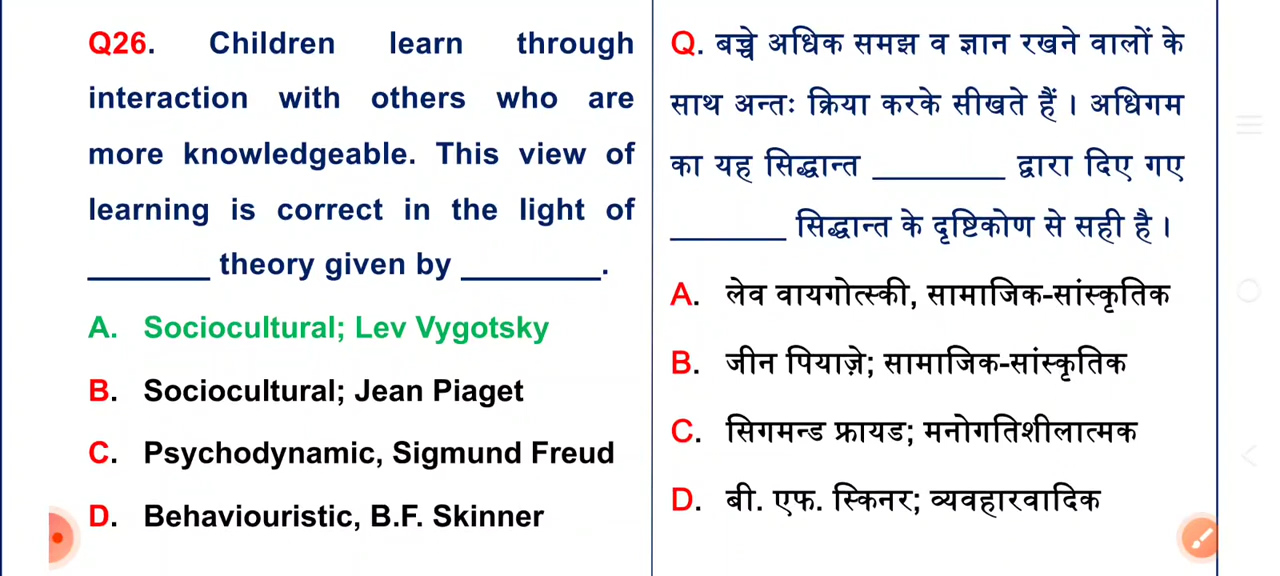 Q26. Children learn through
interaction with others who are
more knowledgeable. This view of
learning is correct in the light of
________ theory given by _________.
A. Sociocultural; Lev Vygotsky
B. Sociocultural; Jean Piaget
C. Psychodynamic, Sigmund Freud
D. Behaviouristic, B.F. Skinner
Q. बच्चे अधिक समझ व ज्ञान रखने वालों के
साथ अन्तः क्रिया करके सीखते हैं । अधिगम
का यह सिद्धान्त _________ द्वारा दिए गए
________ सिद्धान्त के दृष्टिकोण से सही है ।
A. लेव वायगोत्स्की, सामाजिक-सांस्कृतिक
B. जीन पियाज़े; सामाजिक-सांस्कृतिक
C. सिगमन्ड फ्रायड; मनोगतिशीलात्मक
D. बी. एफ. स्किनर; व्यवहारवादिक